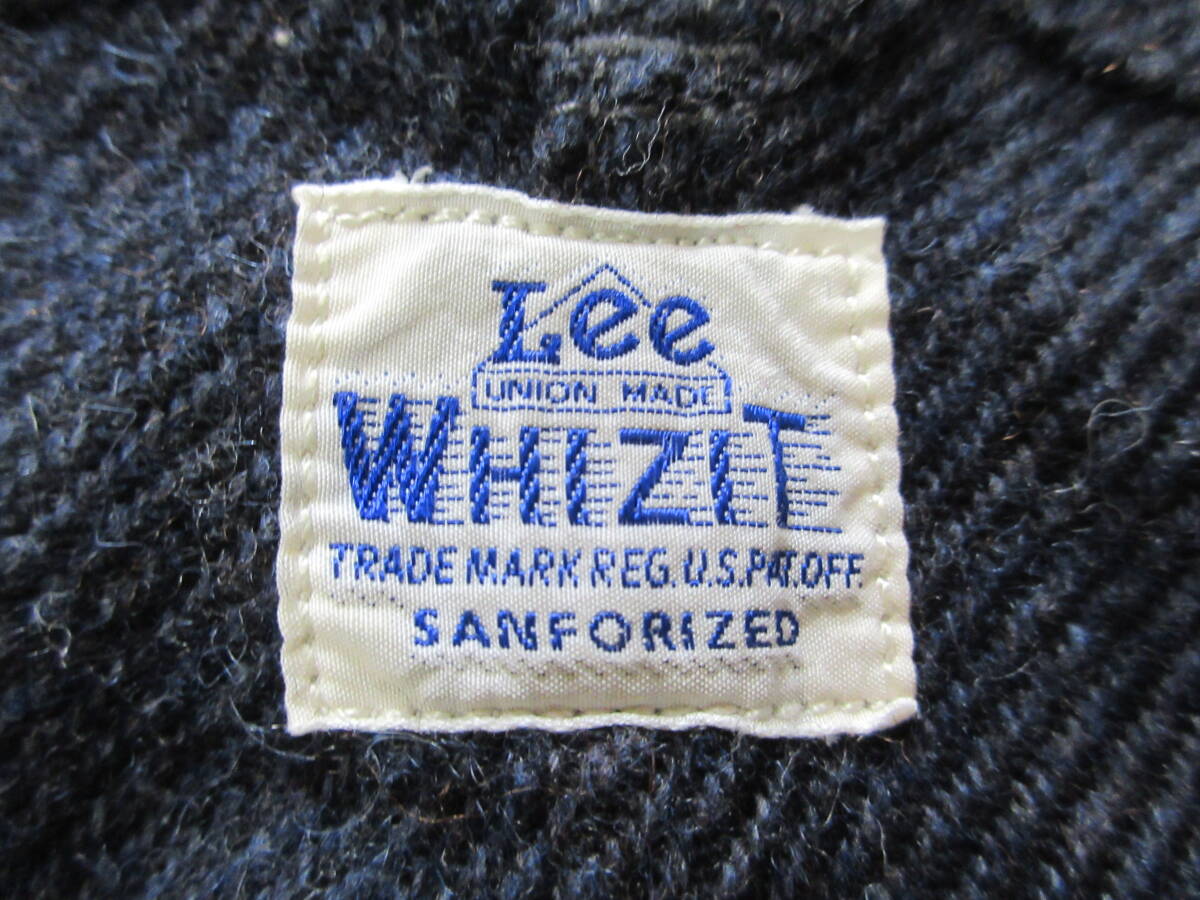 Lee
UNION MADE
WHIZIT
TRADE MARK REG. U.S. PAT. OFF.
SANFORIZED